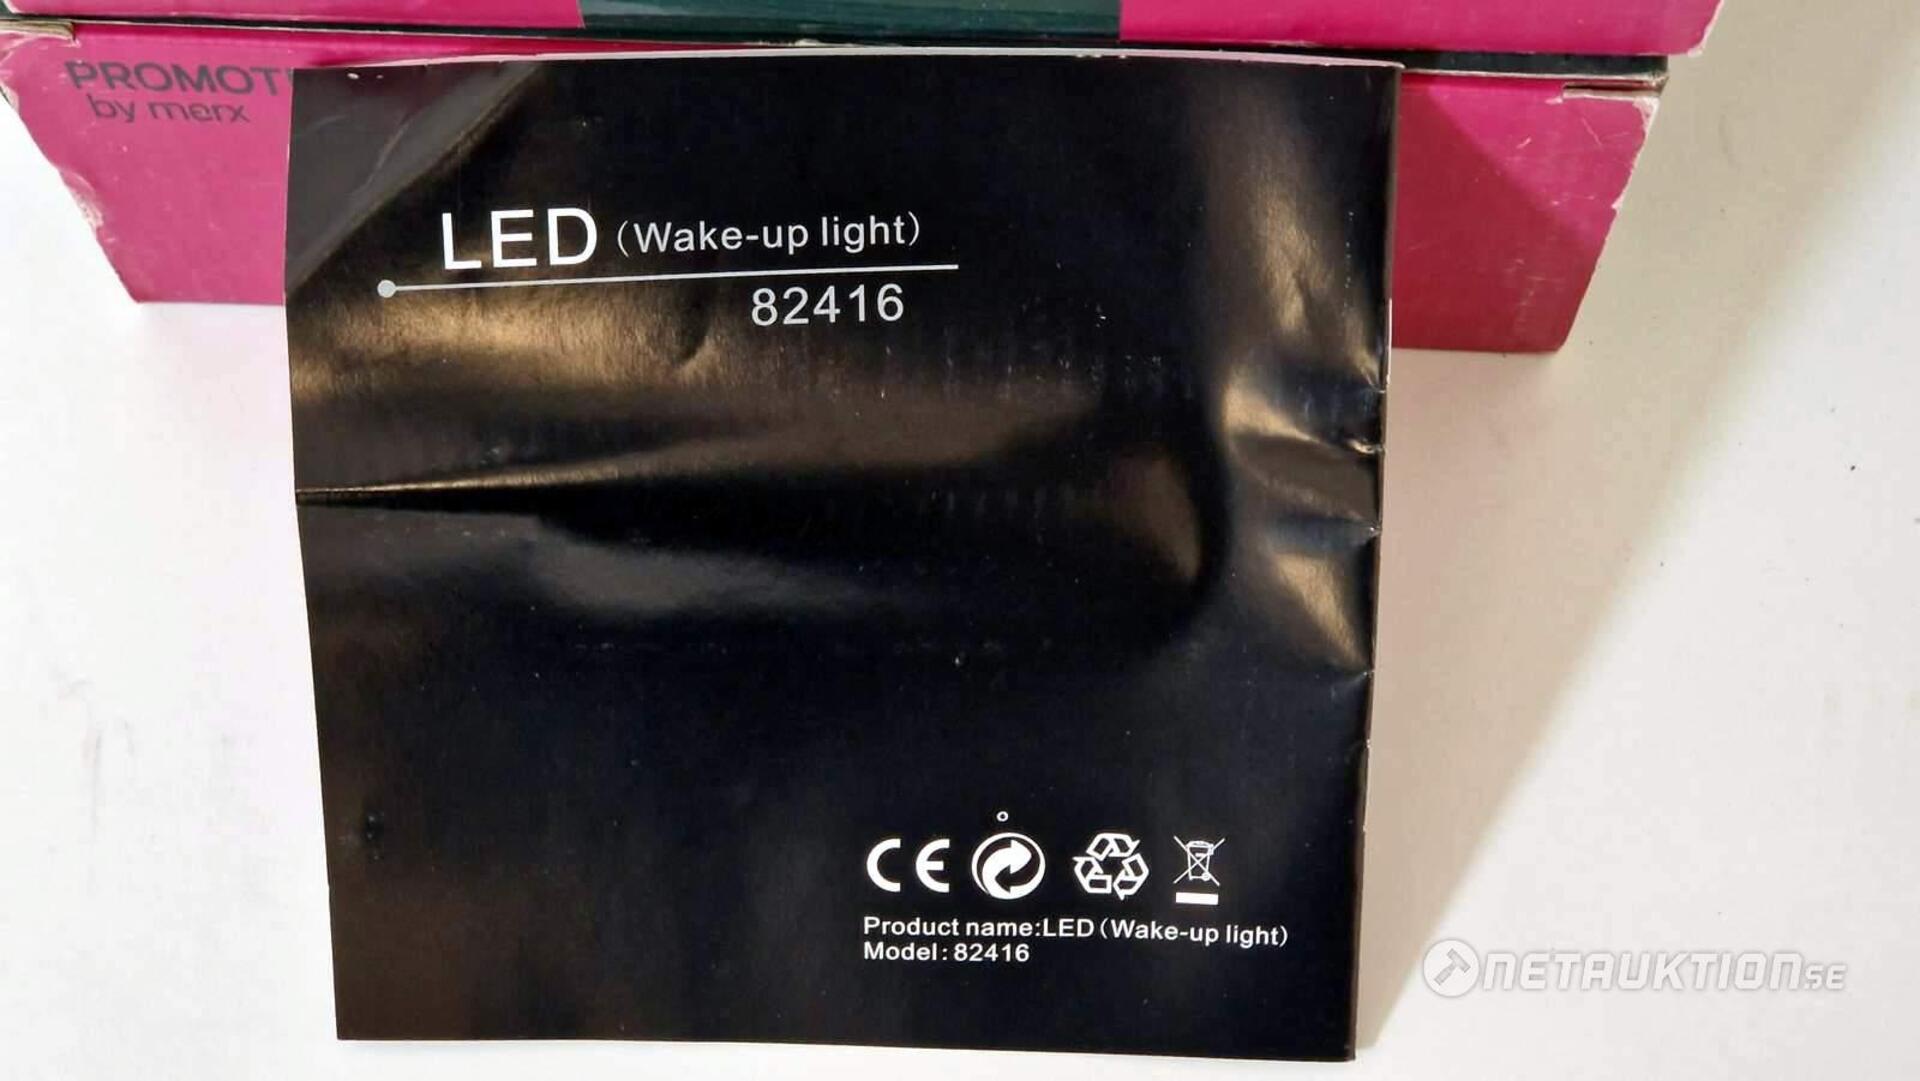 PROMOT
by merx
LED (Wake-up light)
82416
CE
Product name:LED (Wake-up light)
Model: 82416
NETAUKTION.SE